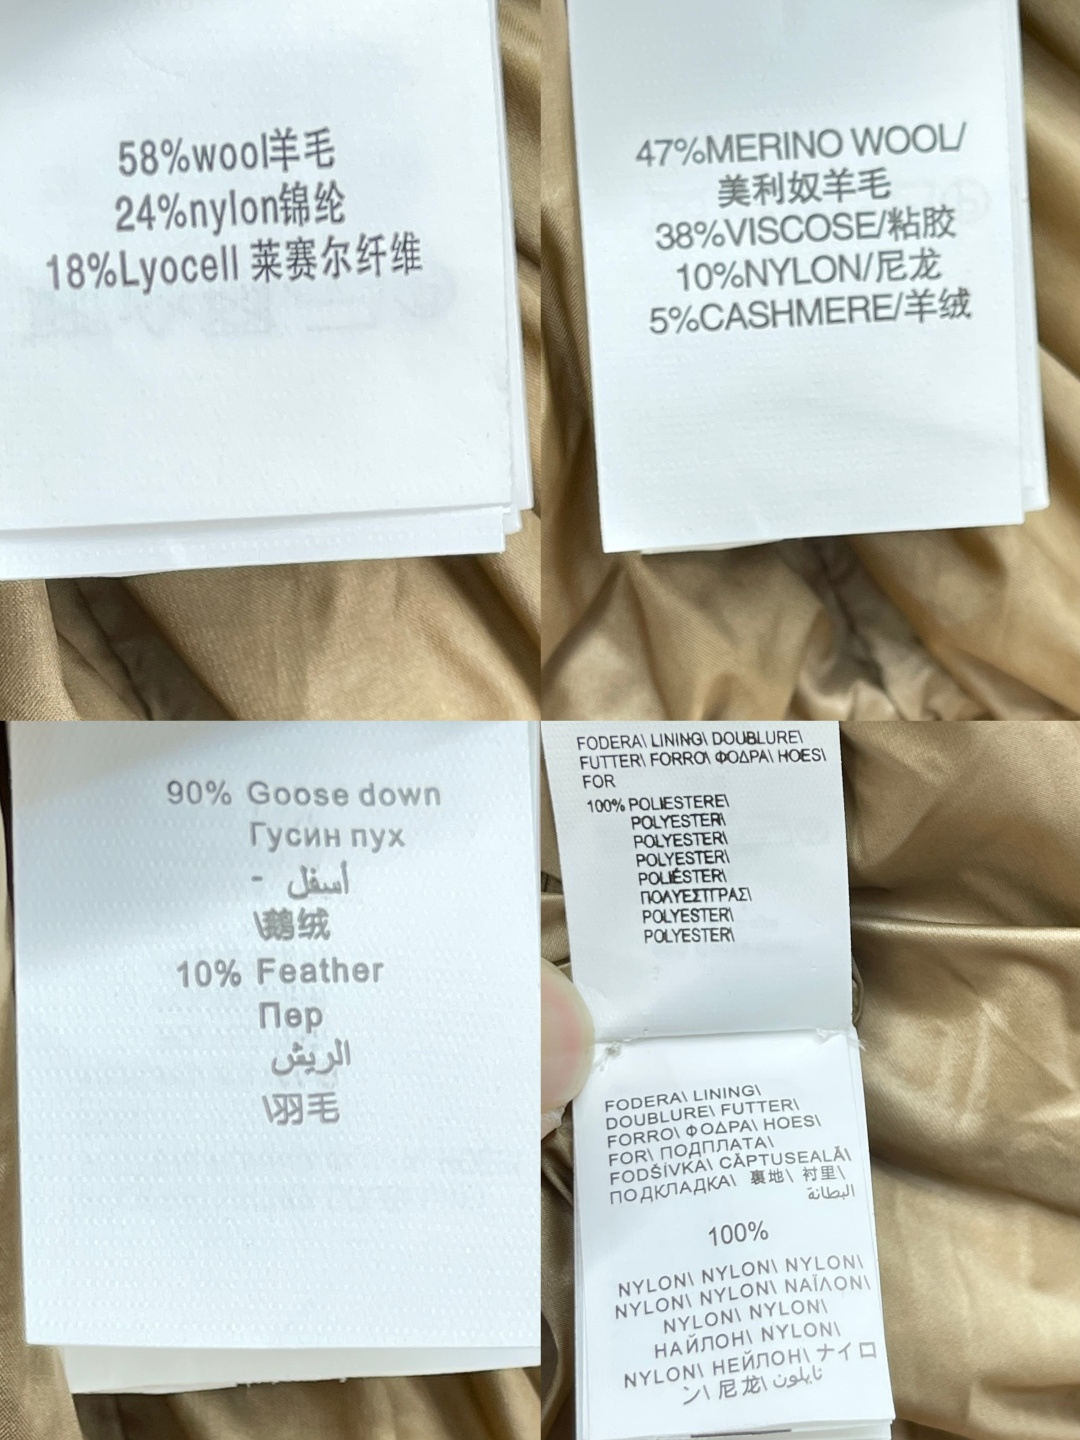 58%wool羊毛
24%nylon锦纶
18%Lyocell 莱赛尔纤维
47%MERINO WOOL/
美利奴羊毛
38%VISCOSE/粘胶
10%NYLON/尼龙
5%CASHMERE/羊绒
90% Goose down
Гусин пух
أسفل -
\鹅绒
10% Feather
Пер
الريش
\羽毛
FODERA\ LINING\ DOUBLURE\
FUTTER\ FORRO\ ΦΟΔΡΑ\ HOES\
FOR
100% POLIESTERE\
POLYESTER\
POLYESTER\
POLYESTER\
POLIÉSTER\
ΠΟΛΥΕΣΤΓΡΑΣ\
POLYESTER\
POLYESTER\
FODERA\ LINING\
DOUBLURE\ FUTTER\
FORRO\ ΦΟΔΡΑ\ HOES\
FOR\ ПОДПЛАТА\
FODŠÍVKA\ CĂPTUSEALĂ\
ПОДКЛАДКА\ 裏地\ 衬里\
البطانة
100%
NYLON\ NYLON\ NYLON\
NYLON\ NYLON\ ΝΑΪΛΟΝ\
NYLON\ NYLON\
НАЙЛОН\ NYLON\
NYLON\ НЕЙЛОН\ ナイロ
ン\ 尼龙\ نايلون